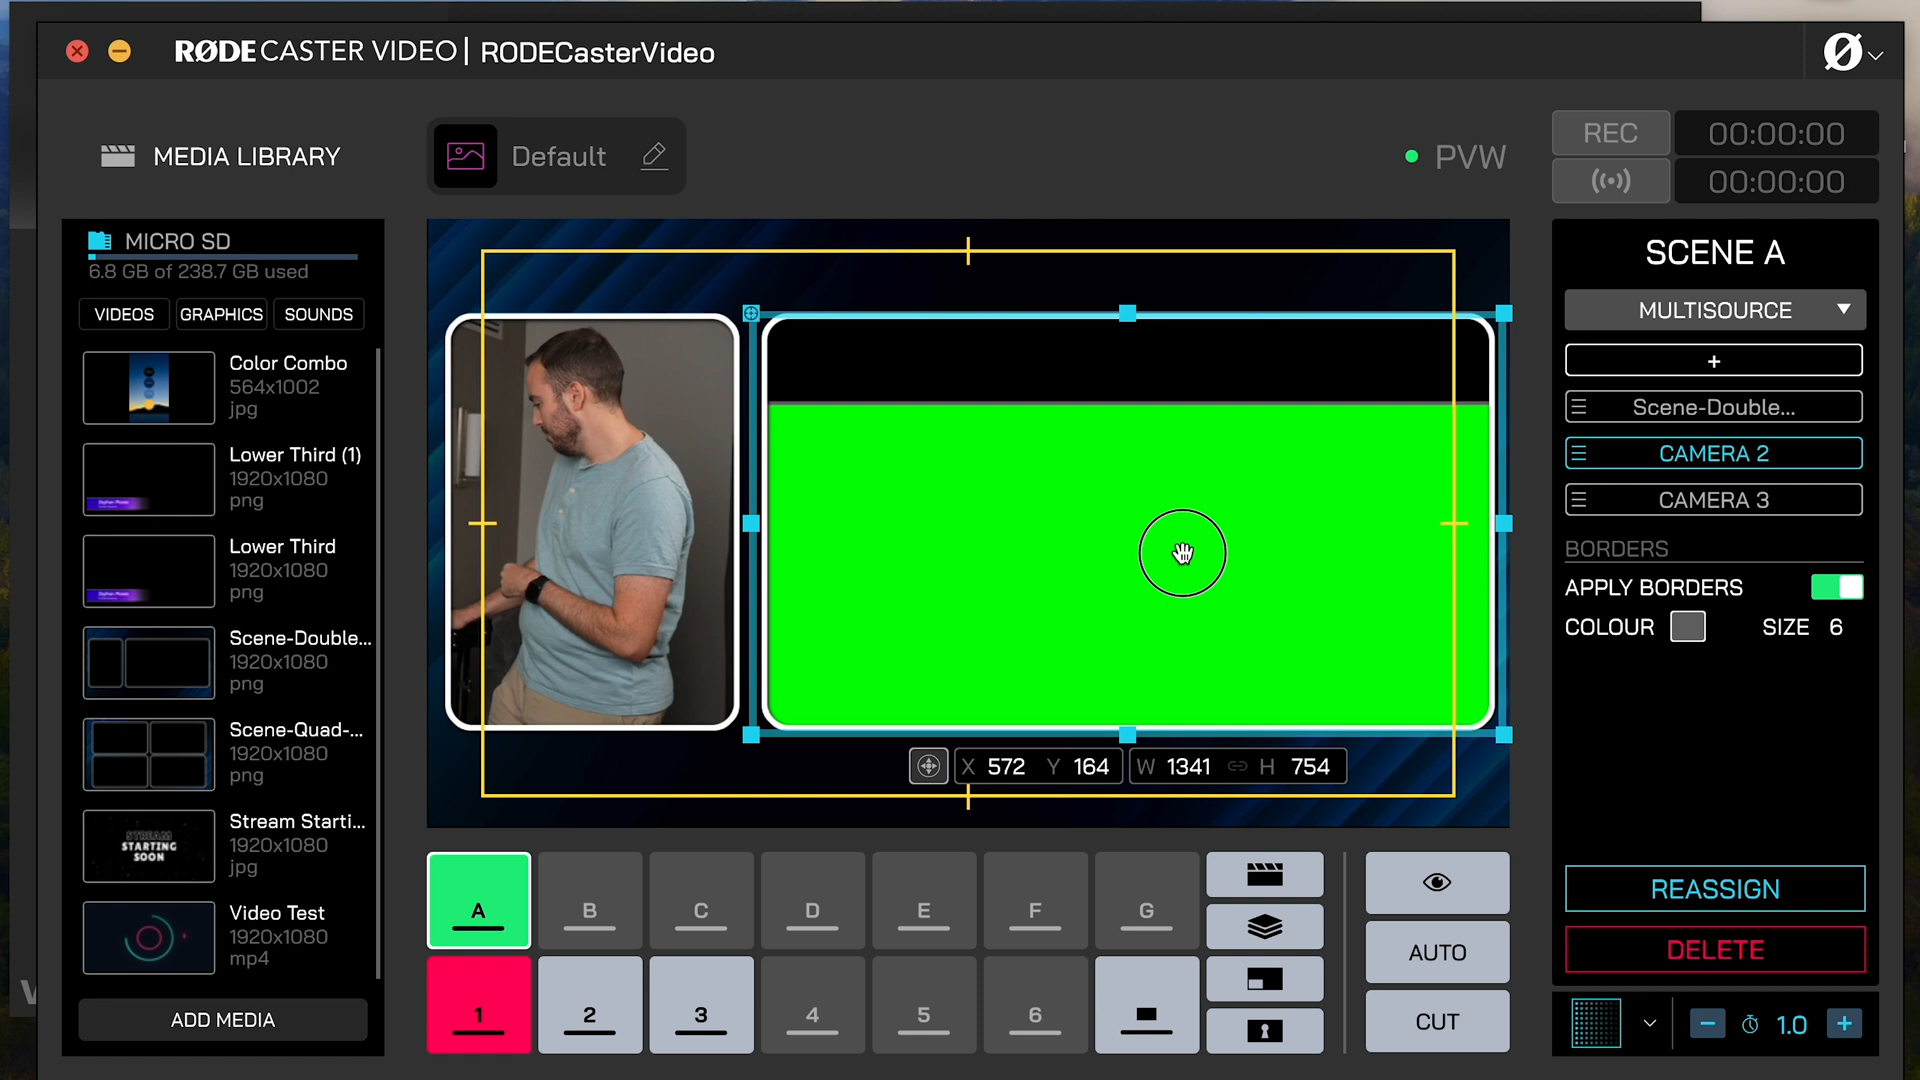 RØDECASTER VIDEO | RODECasterVideo
MEDIA LIBRARY
Default
PVW
REC
00:00:00
00:00:00
MICRO SD
6.8 GB of 238.7 GB used
VIDEOS
GRAPHICS
SOUNDS
Color Combo
564x1002
jpg
Lower Third (1)
1920x1080
png
Lower Third
1920x1080
png
Scene-Double...
1920x1080
png
Scene-Quad-...
1920x1080
png
STREAM
STARTING
SOON
Stream Starti...
1920x1080
jpg
Video Test
1920x1080
mp4
ADD MEDIA
X 572 Y 164 W 1341 H 754
A
B
C
D
E
F
G
1
2
3
4
5
6
AUTO
CUT
SCENE A
MULTISOURCE
+
Scene-Double...
CAMERA 2
CAMERA 3
BORDERS
APPLY BORDERS
COLOUR SIZE 6
REASSIGN
DELETE
1.0